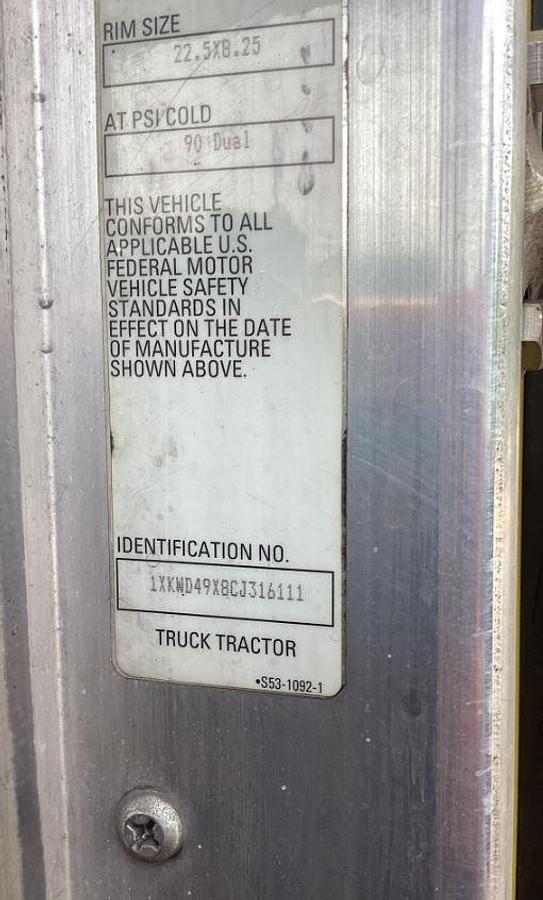 RIM SIZE
22.5X8.25
AT PSI COLD
90 Dual
THIS VEHICLE
CONFORMS TO ALL
APPLICABLE U.S.
FEDERAL MOTOR
VEHICLE SAFETY
STANDARDS IN
EFFECT ON THE DATE
OF MANUFACTURE
SHOWN ABOVE.
IDENTIFICATION NO.
1XKWD49X8CJ316111
TRUCK TRACTOR
•S53-1092-1